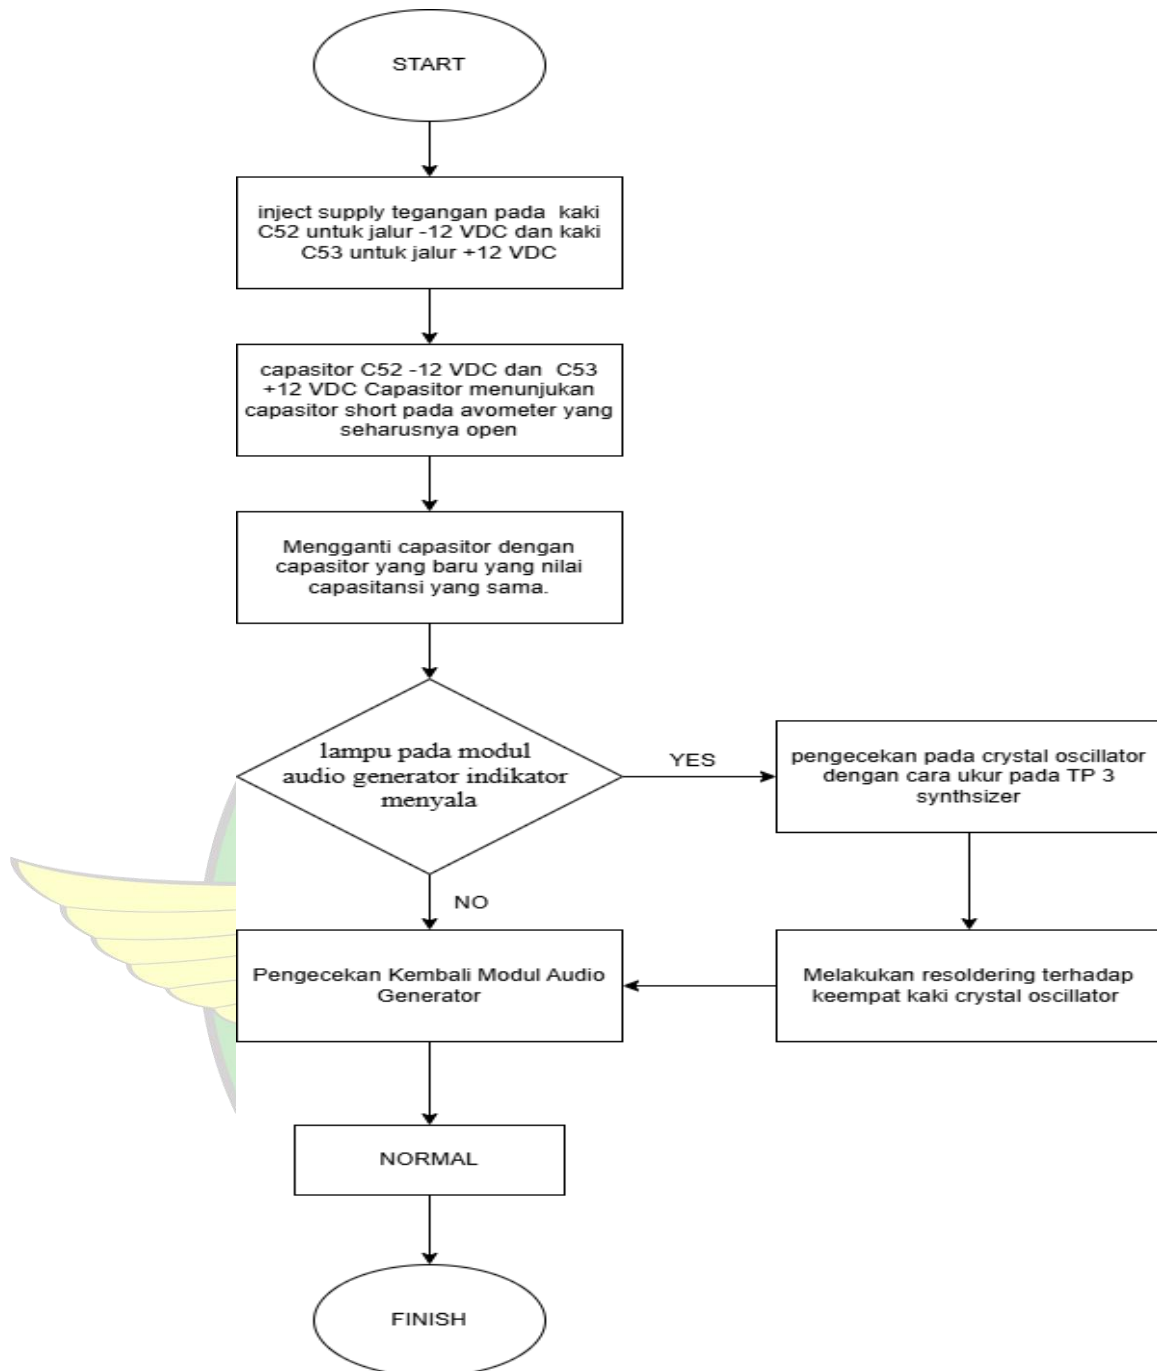 START
inject supply tegangan pada kaki
C52 untuk jalur -12 VDC dan kaki
C53 untuk jalur +12 VDC
capasitor C52 -12 VDC dan C53
+12 VDC Capasitor menunjukan
capasitor short pada avometer yang
seharusnya open
Mengganti capasitor dengan
capasitor yang baru yang nilai
capasitansi yang sama.
lampu pada modul
audio generator indikator
menyala
YES
pengecekan pada crystal oscillator
dengan cara ukur pada TP 3
synthsizer
NO
Pengecekan Kembali Modul Audio
Generator
Melakukan resoldering terhadap
keempat kaki crystal oscillator
NORMAL
FINISH